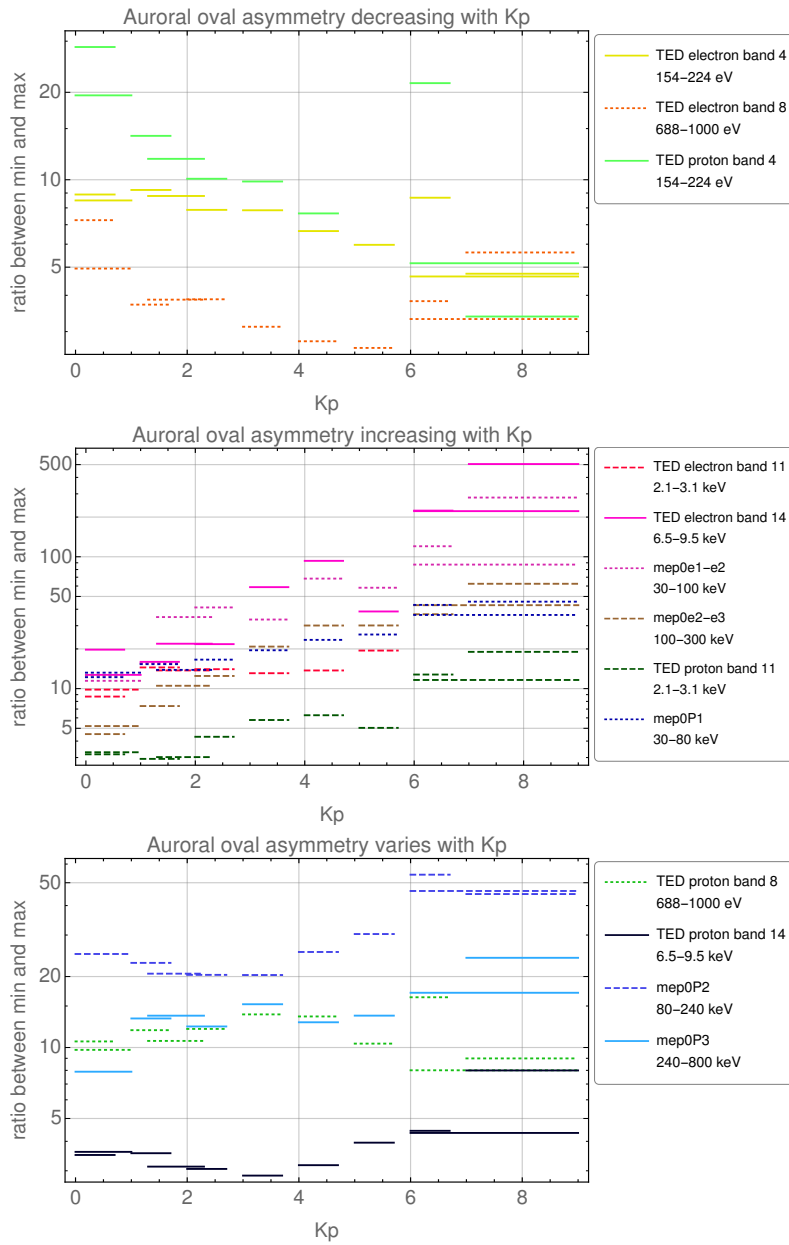 Auroral oval asymmetry decreasing with Kp
ratio between min and max
20
10
5
0
2
4
6
8
Kp
TED electron band 4
154–224 eV
TED electron band 8
688–1000 eV
TED proton band 4
154–224 eV
Auroral oval asymmetry increasing with Kp
ratio between min and max
500
100
50
10
5
0
2
4
6
8
Kp
TED electron band 11
2.1–3.1 keV
TED electron band 14
6.5–9.5 keV
mep0e1–e2
30–100 keV
mep0e2–e3
100–300 keV
TED proton band 11
2.1–3.1 keV
mep0P1
30–80 keV
Auroral oval asymmetry varies with Kp
ratio between min and max
50
20
10
5
0
2
4
6
8
Kp
TED proton band 8
688–1000 eV
TED proton band 14
6.5–9.5 keV
mep0P2
80–240 keV
mep0P3
240–800 keV